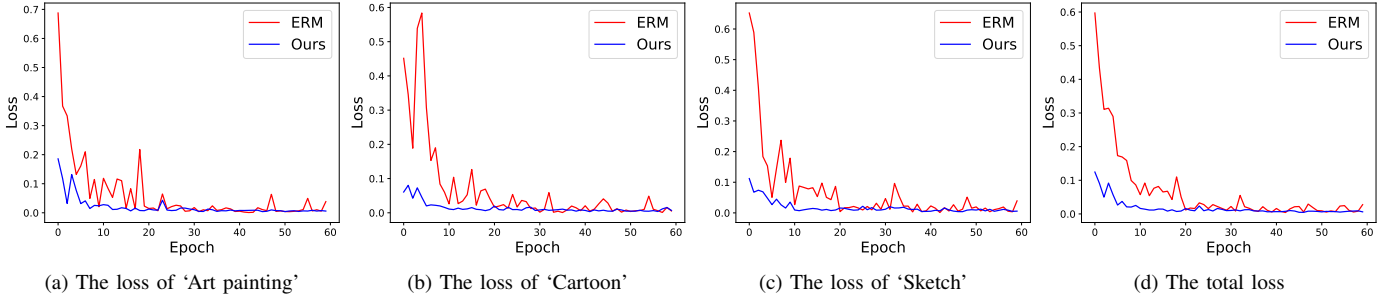 0.7
0.6
0.5
0.4
0.3
0.2
0.1
0.0
Loss
0 10 20 30 40 50 60
Epoch
ERM
Ours
(a) The loss of ‘Art painting’
0.6
0.5
0.4
0.3
0.2
0.1
0.0
Loss
0 10 20 30 40 50 60
Epoch
ERM
Ours
(b) The loss of ‘Cartoon’
0.6
0.5
0.4
0.3
0.2
0.1
0.0
Loss
0 10 20 30 40 50 60
Epoch
ERM
Ours
(c) The loss of ‘Sketch’
0.6
0.5
0.4
0.3
0.2
0.1
0.0
Loss
0 10 20 30 40 50 60
Epoch
ERM
Ours
(d) The total loss